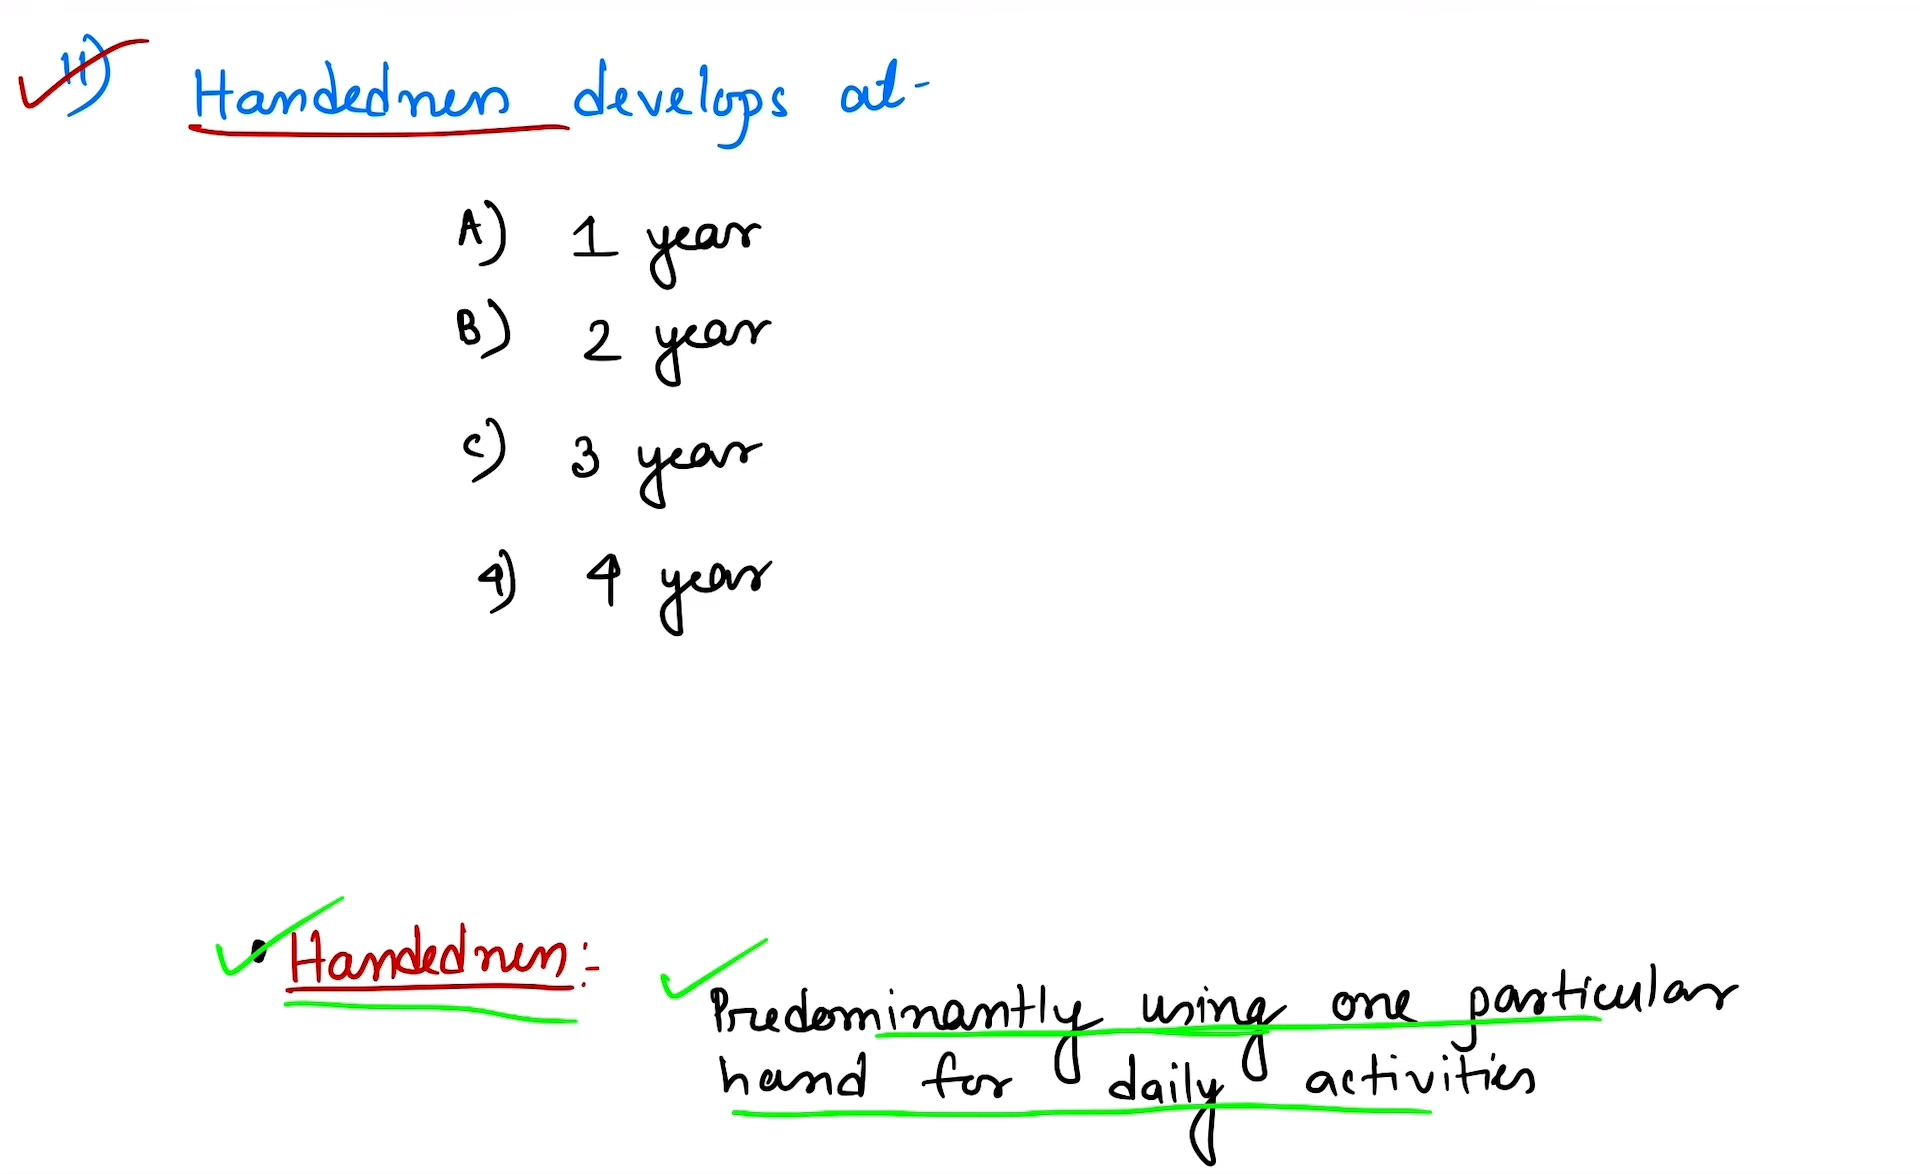 11) Handedness develops at-
A) 1 year
B) 2 year
C) 3 year
4) 4 year
• Handedness:- Predominantly using one particular
hand for daily activities